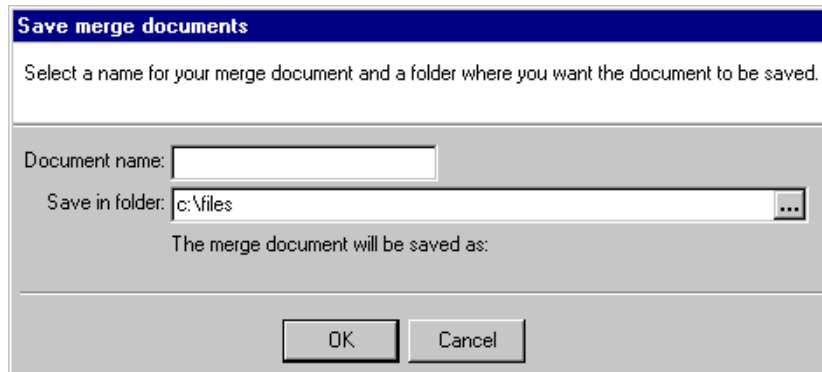 Save merge documents
Select a name for your merge document and a folder where you want the document to be saved.
Document name:
Save in folder: c:\files ...
The merge document will be saved as:
OK Cancel